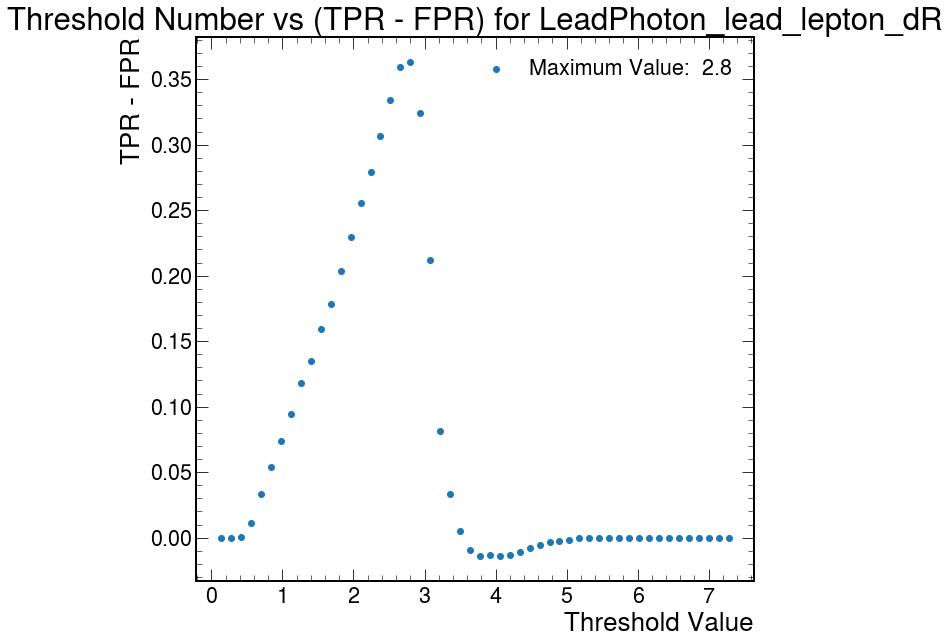 Threshold Number vs (TPR - FPR) for LeadPhoton_lead_lepton_dR
TPR - FPR
Maximum Value:  2.8
0.35
0.30
0.25
0.20
0.15
0.10
0.05
0.00
0 1 2 3 4 5 6 7
Threshold Value